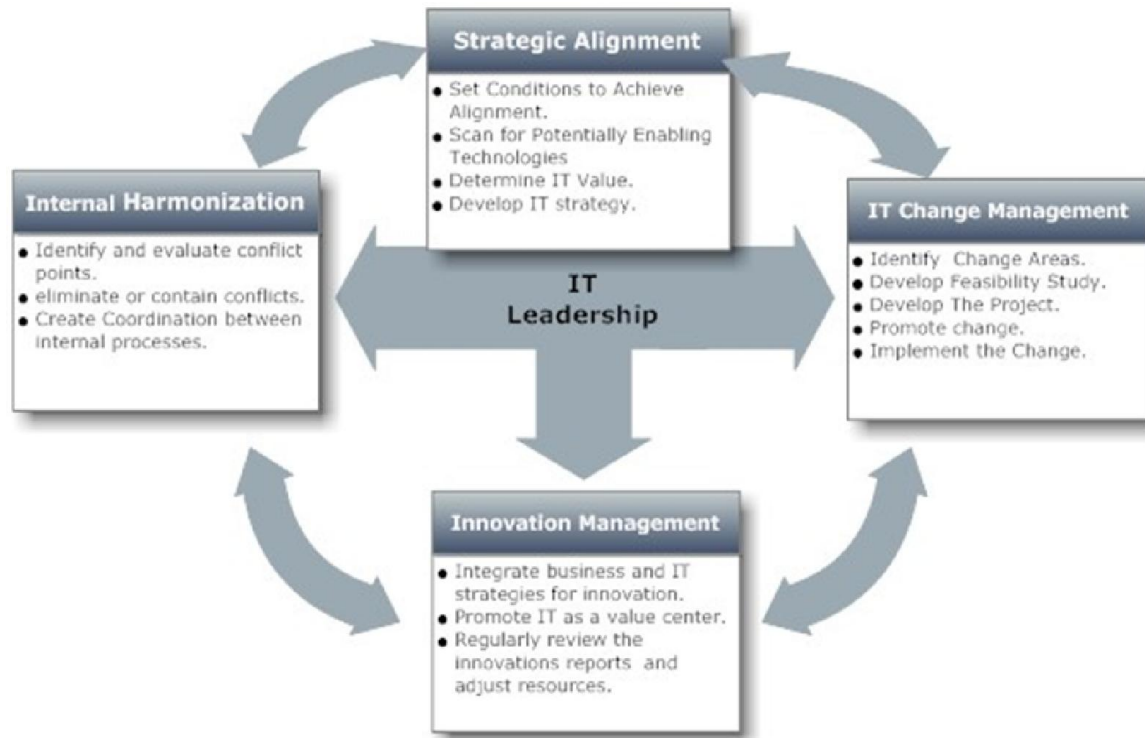 Strategic Alignment
● Set Conditions to Achieve
Alignment.
● Scan for Potentially Enabling
Technologies
● Determine IT Value.
● Develop IT strategy.
Internal Harmonization
● Identify and evaluate conflict
points.
● eliminate or contain conflicts.
● Create Coordination between
internal processes.
IT
Leadership
IT Change Management
● Identify Change Areas.
● Develop Feasibility Study.
● Develop The Project.
● Promote change.
● Implement the Change.
Innovation Management
● Integrate business and IT
strategies for innovation.
● Promote IT as a value center.
● Regularly review the
innovations reports and
adjust resources.